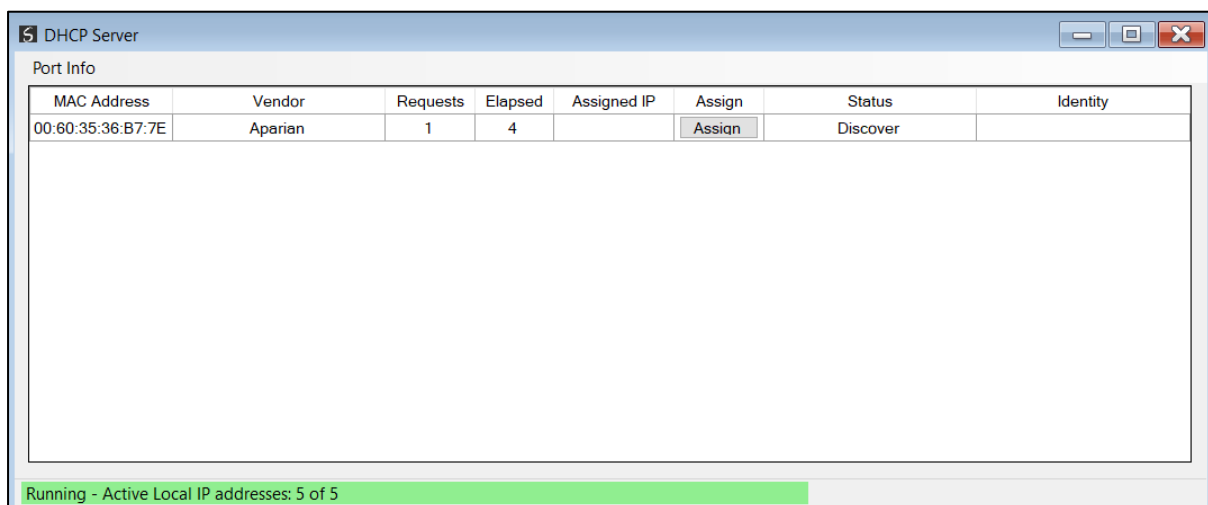 DHCP Server
Port Info
MAC Address Vendor Requests Elapsed Assigned IP Assign Status Identity
00:60:35:36:B7:7E Aparian 1 4 Assign Discover
Running - Active Local IP addresses: 5 of 5